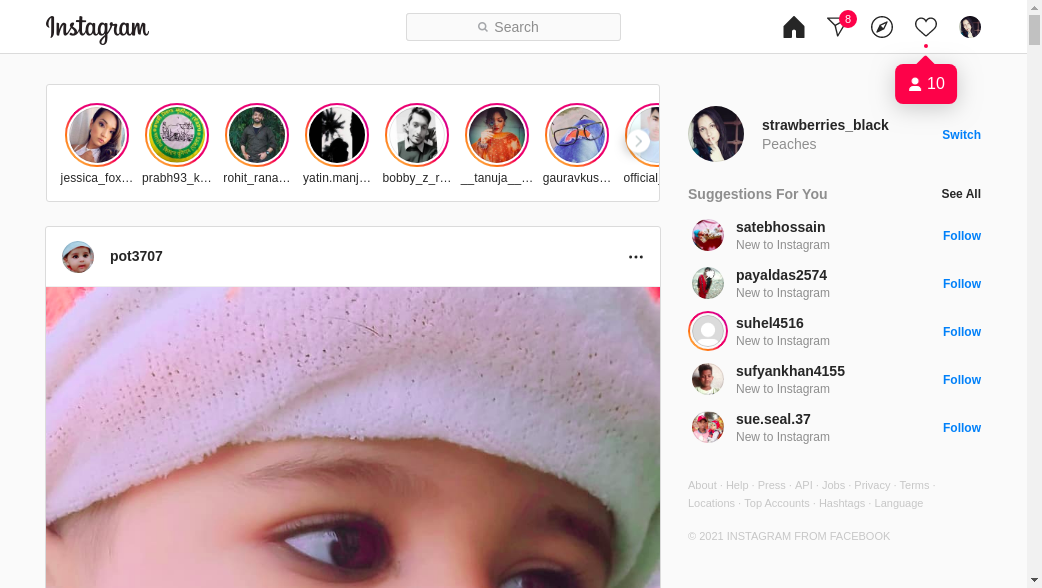 Instagram
Search
8
10
jessica_fox…
prabh93_k…
rohit_rana…
yatin.manj…
bobby_z_r…
__tanuja__…
gauravkus…
official_
strawberries_black
Peaches
Switch
Suggestions For You
See All
satebhossain
New to Instagram
Follow
payaldas2574
New to Instagram
Follow
suhel4516
New to Instagram
Follow
sufyankhan4155
New to Instagram
Follow
sue.seal.37
New to Instagram
Follow
About · Help · Press · API · Jobs · Privacy · Terms ·
Locations · Top Accounts · Hashtags · Language
© 2021 INSTAGRAM FROM FACEBOOK
pot3707